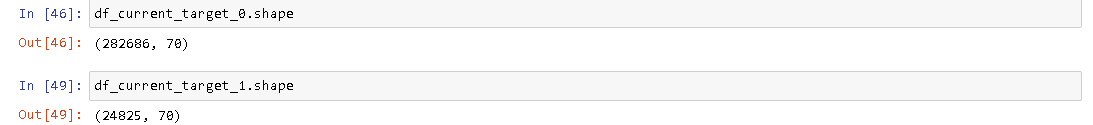 In [46]: df_current_target_0.shape
Out[46]: (282686, 70)
In [49]: df_current_target_1.shape
Out[49]: (24825, 70)